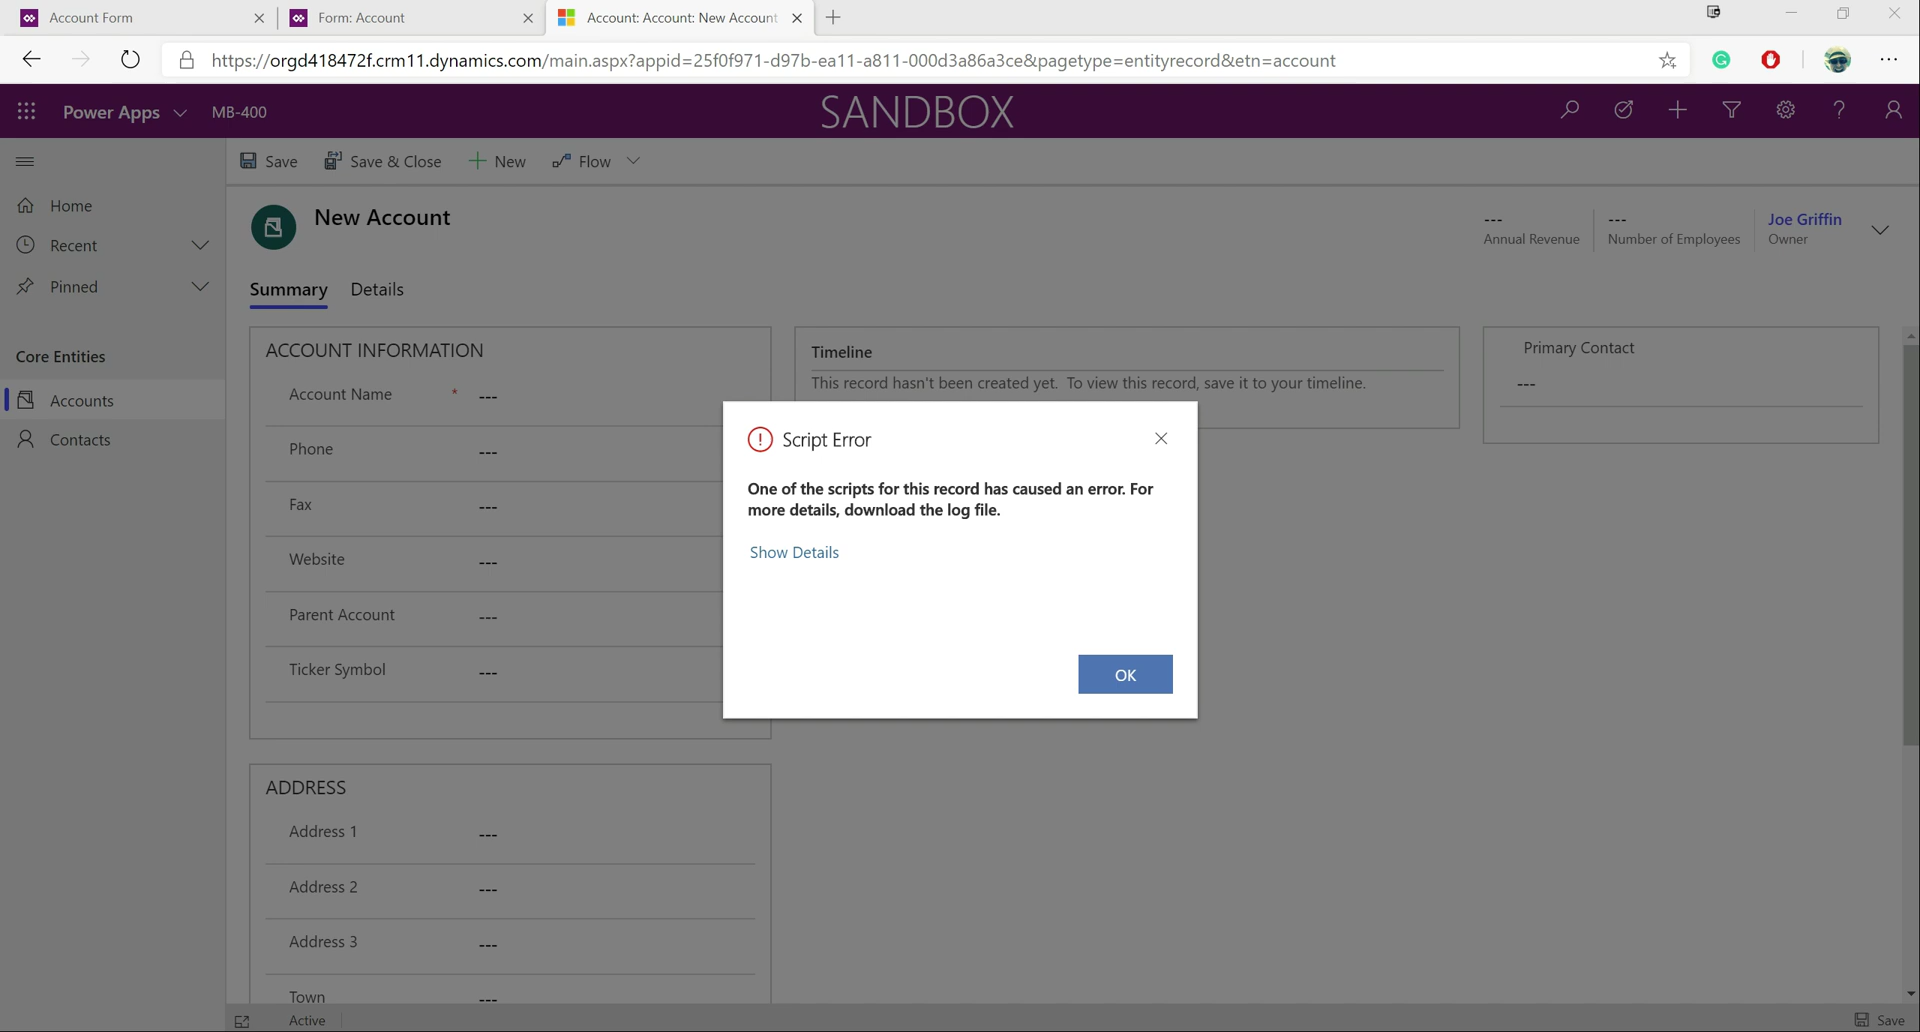 Account Form
Form: Account
Account: Account: New Account
https://orgd418472f.crm11.dynamics.com/main.aspx?appid=25f0f971-d97b-ea11-a811-000d3a86a3ce&pagetype=entityrecord&etn=account
Power Apps
MB-400
SANDBOX
Save
Save & Close
New
Flow
Home
Recent
Pinned
Core Entities
Accounts
Contacts
New Account
---
Annual Revenue
---
Number of Employees
Joe Griffin
Owner
Summary
Details
ACCOUNT INFORMATION
Account Name * ---
Phone ---
Fax ---
Website ---
Parent Account ---
Ticker Symbol ---
ADDRESS
Address 1 ---
Address 2 ---
Address 3 ---
Town ---
Timeline
This record hasn't been created yet. To view this record, save it to your timeline.
Primary Contact
---
Script Error
One of the scripts for this record has caused an error. For
more details, download the log file.
Show Details
OK
Active
Save